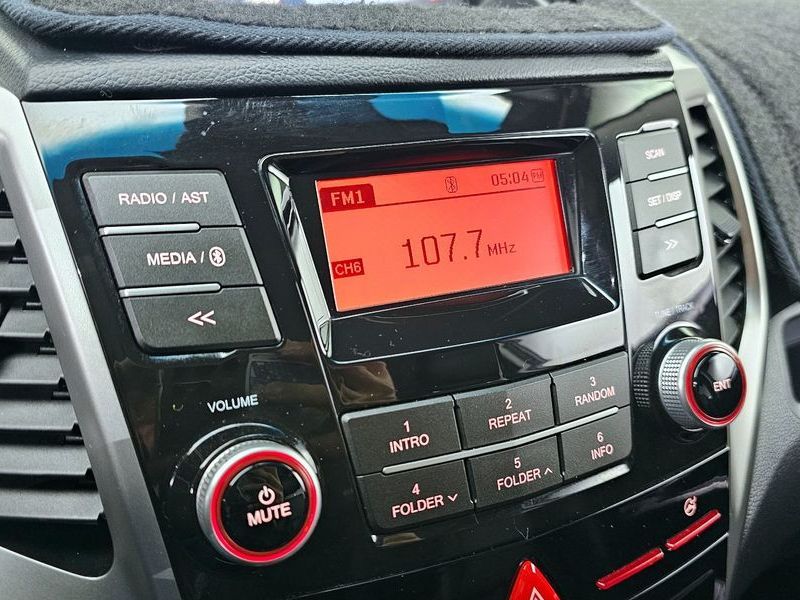 RADIO / AST
MEDIA /
<<
FM1
05:04 PM
CH6
107.7 MHz
SCAN
SET / DISP
>>
TUNE / TRACK
ENT
VOLUME
MUTE
1
INTRO
2
REPEAT
3
RANDOM
4
FOLDER ∨
5
FOLDER ∧
6
INFO